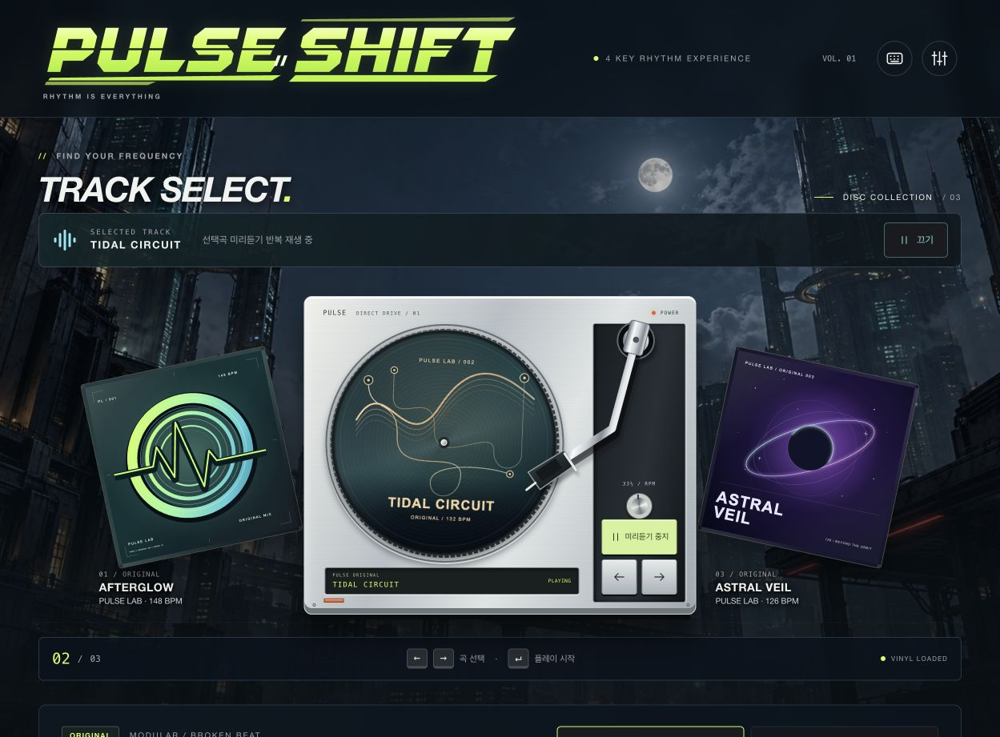 PULSE SHIFT
RHYTHM IS EVERYTHING
4 KEY RHYTHM EXPERIENCE
VOL. 01
// FIND YOUR FREQUENCY
TRACK SELECT.
DISC COLLECTION / 03
SELECTED TRACK
TIDAL CIRCUIT
선택곡 미리듣기 반복 재생 중
끄기
PULSE DIRECT DRIVE / 01
POWER
PULSE LAB / 002
TIDAL CIRCUIT
ORIGINAL / 132 BPM
33⅓ / RPM
미리듣기 중지
← →
PULSE ORIGINAL
TIDAL CIRCUIT
PLAYING
148 BPM
PL / 001
ORIGINAL MIX
PULSE LAB
01 / ORIGINAL
AFTERGLOW
PULSE LAB · 148 BPM
PULSE LAB / ORIGINAL 003
ASTRAL
VEIL
126 / BEYOND THE ORBIT
03 / ORIGINAL
ASTRAL VEIL
PULSE LAB · 126 BPM
02 / 03
← → 곡 선택 · ↵ 플레이 시작
VINYL LOADED
ORIGINAL MODULAR / BROKEN BEAT